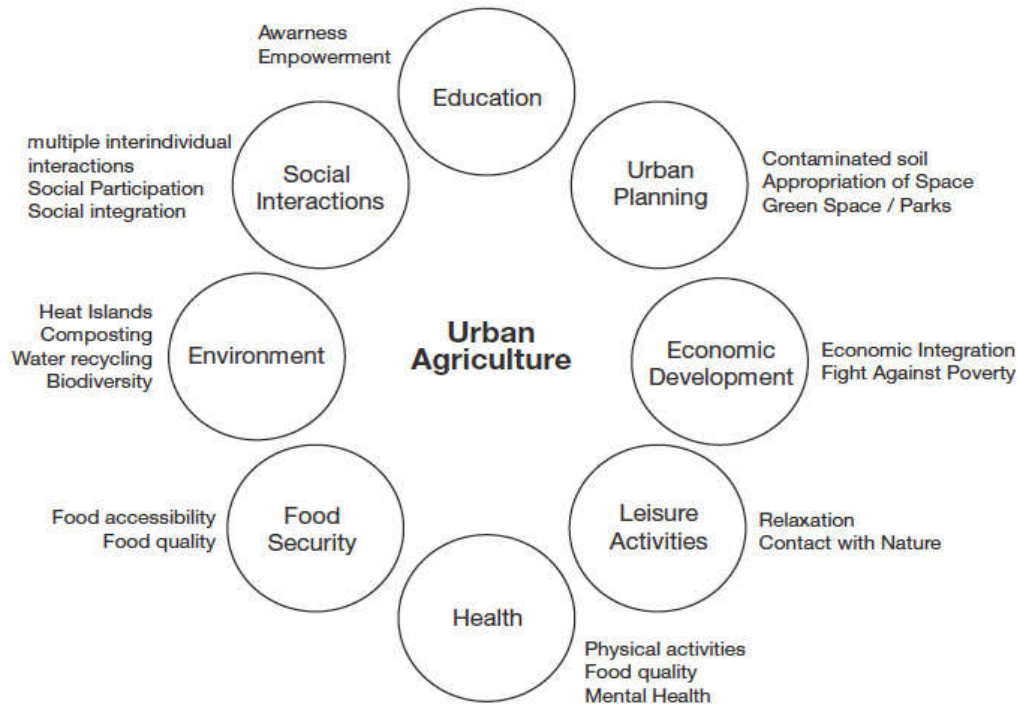 Awarness
Empowerment
Education
multiple interindividual
interactions
Social Participation
Social integration
Social
Interactions
Urban
Planning
Contaminated soil
Appropriation of Space
Green Space / Parks
Heat Islands
Composting
Water recycling
Biodiversity
Environment
Urban
Agriculture
Economic
Development
Economic Integration
Fight Against Poverty
Food accessibility
Food quality
Food
Security
Leisure
Activities
Relaxation
Contact with Nature
Health
Physical activities
Food quality
Mental Health